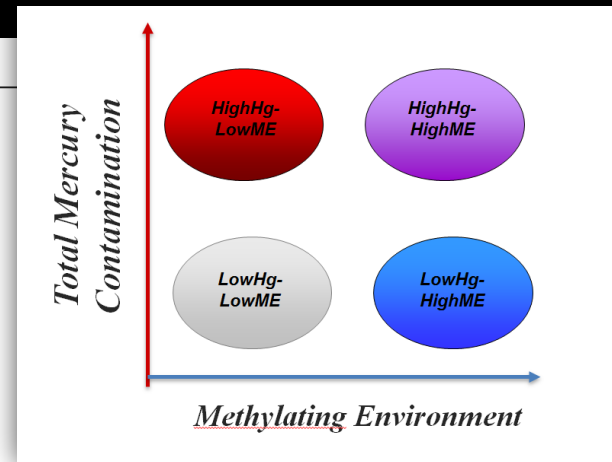 Total Mercury
Contamination
HighHg-
LowME
HighHg-
HighME
LowHg-
LowME
LowHg-
HighME
Methylating Environment